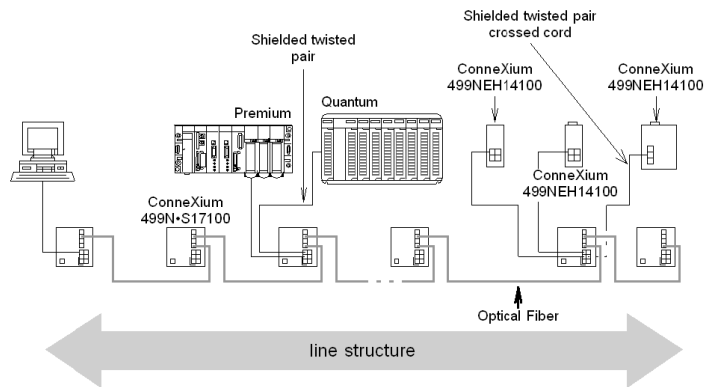 Shielded twisted pair
crossed cord
Shielded twisted
pair
ConneXium
499NEH14100
ConneXium
499NEH14100
Premium
Quantum
ConneXium
499NEH14100
ConneXium
499N•S17100
Optical Fiber
line structure